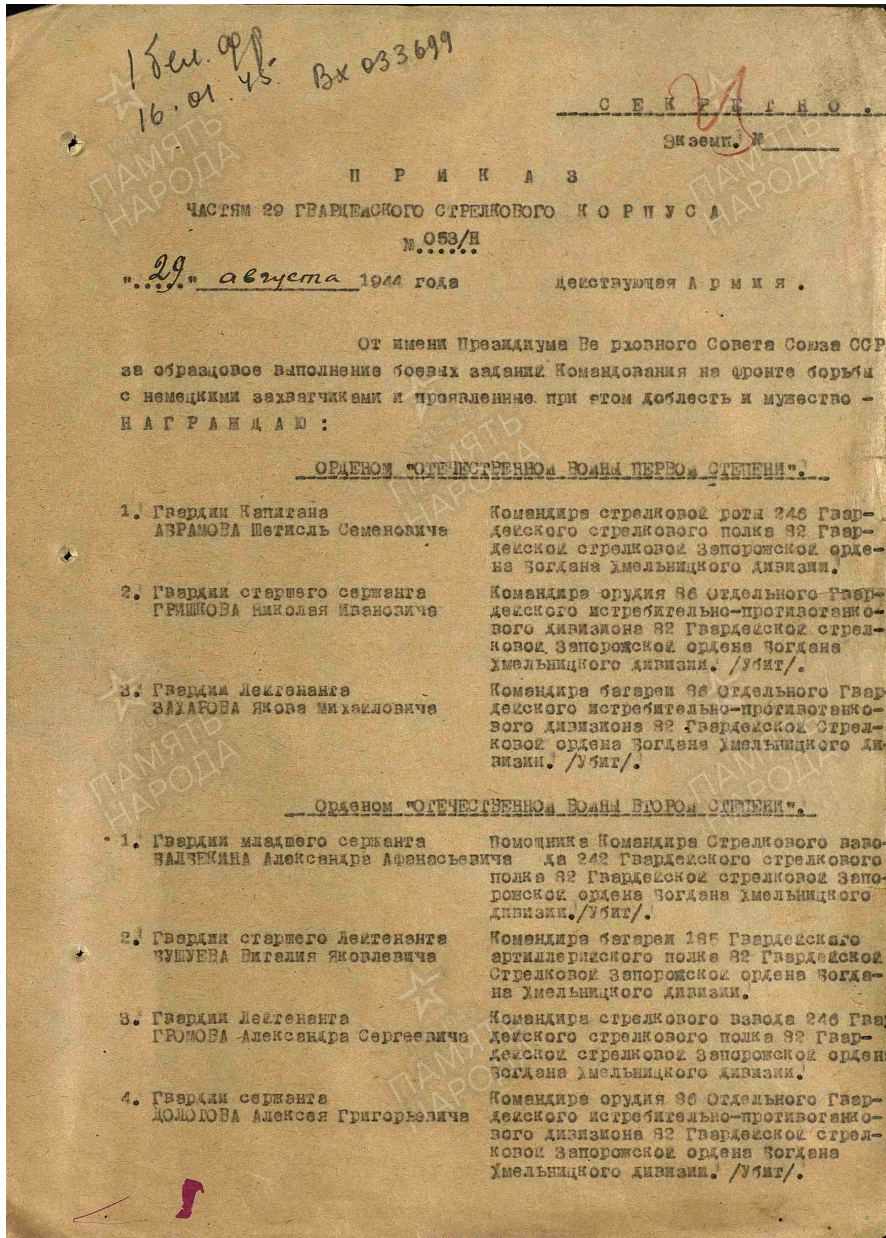 1 бел. фр
16.01.45. Вх 033699
С Е К Р Е Т Н О .
Экземп. №
П Р И К А З
ЧАСТЯМ 29 ГВАРДЕЙСКОГО СТРЕЛКОВОГО К О Р П У С А
№ 053/Н
"29" августа 1944 года действующая А р м и я .
От имени Президиума Ве рховного Совета Союза ССР
за образцовое выполнение боевых заданий Командования на фронте борьбы
с немецкими захватчиками и проявленные при этом доблесть и мужество -
Н А Г Р А Ж Д А Ю :
ОРДЕНОМ "ОТЕЧЕСТВЕННОЙ ВОЙНЫ ПЕРВОЙ СТЕПЕНИ".
1. Гвардии Капитана Командира стрелковой роты 246 Гвар-
АВРАМОВА Шетисль Семеновича дейского стрелкового полка 82 Гвар-
дейской стрелковой Запорожской орде-
на Богдана Хмельницкого дивизии.
2. Гвардии старшего сержанта Командира орудия 86 Отдельного Гвар-
ГРИШКОВА Николая Ивановича дейского истребительно-противотанко-
вого дивизиона 82 Гвардейской стрел-
ковой Запорожской ордена Богдана
Хмельницкого дивизии. /Убит/.
3. Гвардии Лейтенанта Командира батареи 86 Отдельного Гвар
ЗАХАРОВА Якова Михайловича дейского истребительно-противотанко-
вого дивизиона 82 Гвардейской Стрел-
ковой ордена Богдана Хмельницкого Ди-
визии. /Убит/.
Орденом "ОТЕЧЕСТВЕННОЙ ВОЙНЫ ВТОРОЙ СТЕПЕНИ".
1. Гвардии младшего сержанта Помощника Командира Стрелкового взво-
ВАЛЗЕКИНА Александра Афанасьевича да 242 Гвардейского стрелкового
полка 82 Гвардейской стрелковой Запо-
рожской ордена Богдана Хмельницкого
дивизии./Убит/.
2. Гвардии старшего Лейтенанта Командира батареи 185 Гвардейского
БУШУЕВА Виталия Яковлевича артиллерийского полка 82 Гвардейской
Стрелковой Запорожской ордена Богда-
на Хмельницкого дивизии.
3. Гвардии Лейтенанта Командира стрелкового взвода 246 Гвар
ГРОМОВА Александра Сергеевича дейского стрелкового полка 82 Гвар-
дейской стрелковой Запорожской ордена
Богдана Хмельницкого дивизии.
4. Гвардии сержанта Командира орудия 86 Отдельного Гвар-
ДОЛОТОВА Алексея Григорьевича дейского истребительно-противотанко-
вого дивизиона 82 Гвардейской стрел-
ковой Запорожской ордена Богдана
Хмельницкого дивизии. /Убит/.
ПАМЯТЬ
НАРОДА